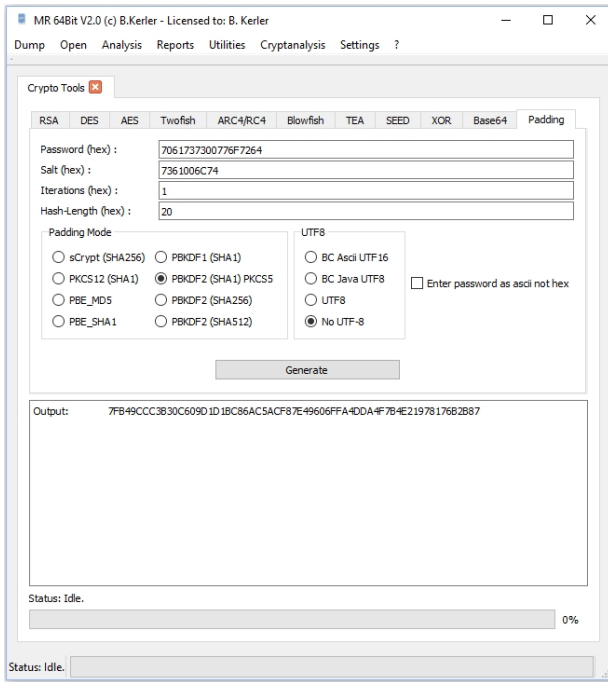 MR 64Bit V2.0 (c) B.Kerler - Licensed to: B. Kerler
Dump Open Analysis Reports Utilities Cryptanalysis Settings ?
Crypto Tools
RSA DES AES Twofish ARC4/RC4 Blowfish TEA SEED XOR Base64 Padding
Password (hex) : 7061737300776F7264
Salt (hex) : 7361006C74
Iterations (hex) : 1
Hash-Length (hex) : 20
Padding Mode UTF8
sCrypt (SHA256) PBKDF1 (SHA1) BC Ascii UTF16
PKCS12 (SHA1) PBKDF2 (SHA1) PKCS5 BC Java UTF8 Enter password as ascii not hex
PBE_MD5 PBKDF2 (SHA256) UTF8
PBE_SHA1 PBKDF2 (SHA512) No UTF-8
Generate
Output: 7FB49CCC3B30C609D1D1BC86AC5ACF87E49606FFA4DDA4F7B4E21978176B2B87
Status: Idle.
0%
Status: Idle.